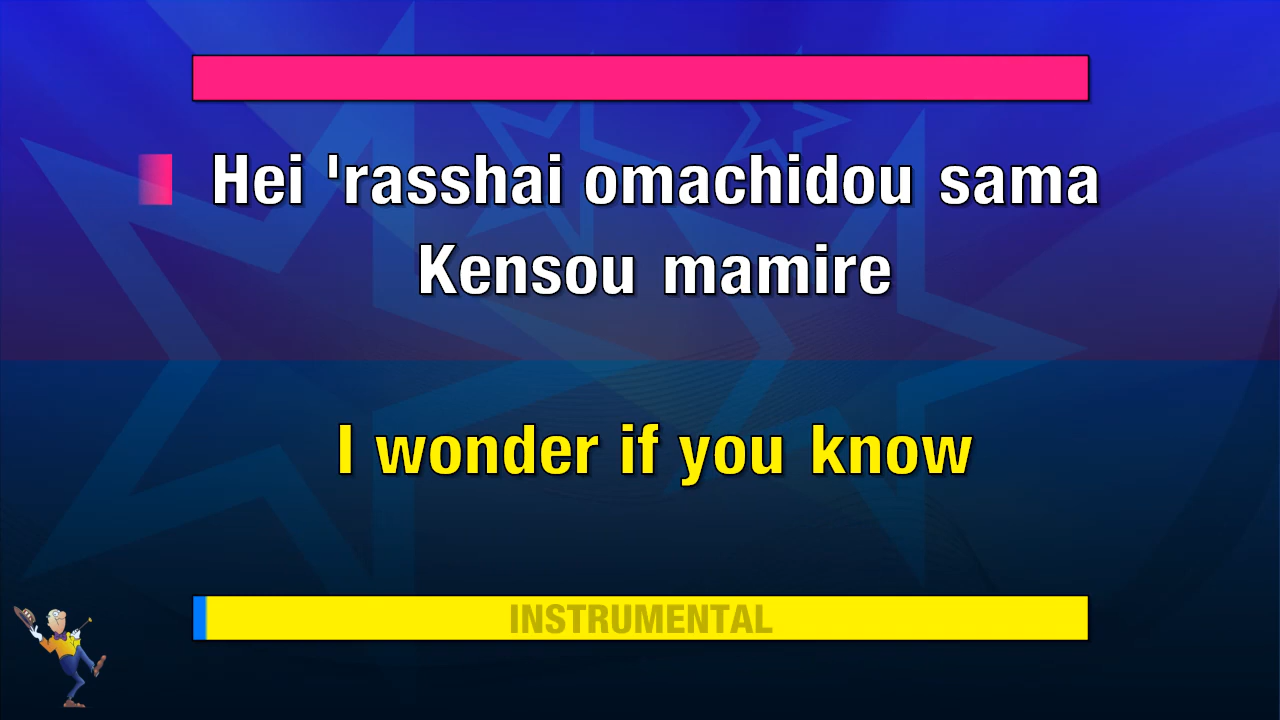 Hei 'rasshai omachidou sama
Kensou mamire
I wonder if you know
INSTRUMENTAL